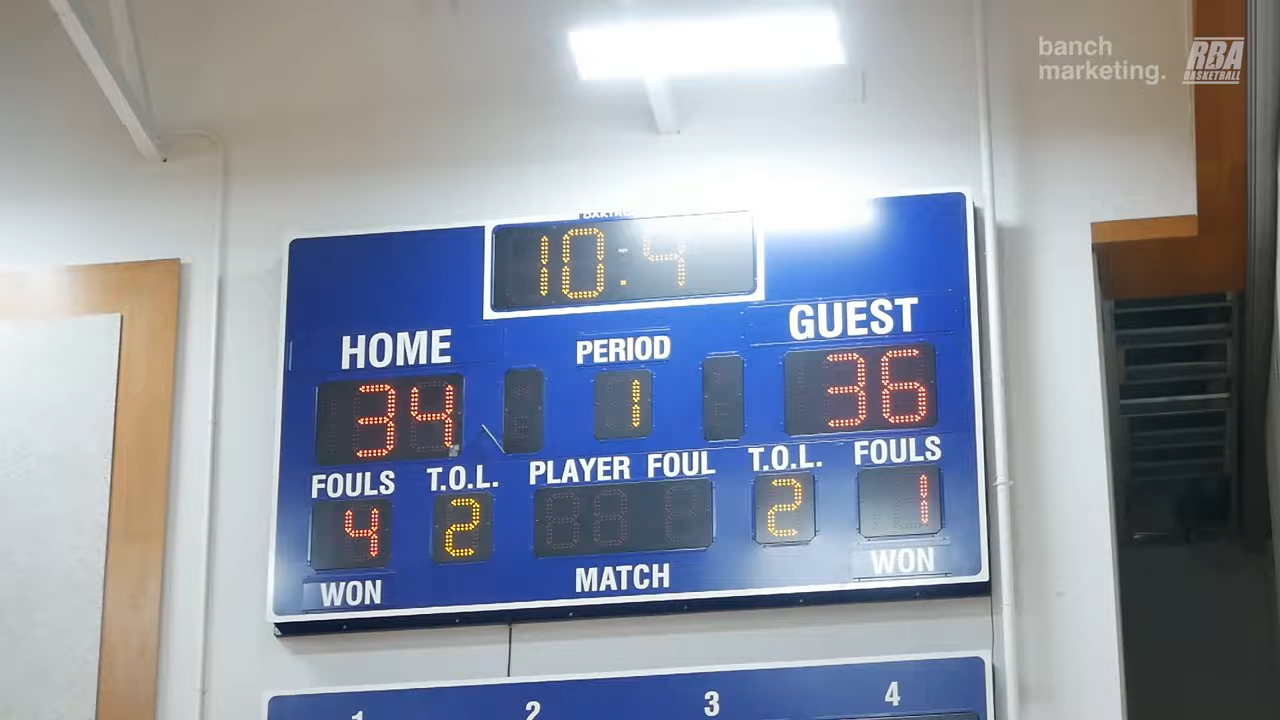 banch
marketing.
RBA
BASKETBALL
10:4
HOME
PERIOD
GUEST
34
1
36
FOULS
T.O.L.
PLAYER FOUL
T.O.L.
FOULS
4
2
2
1
WON
MATCH
WON
1
2
3
4